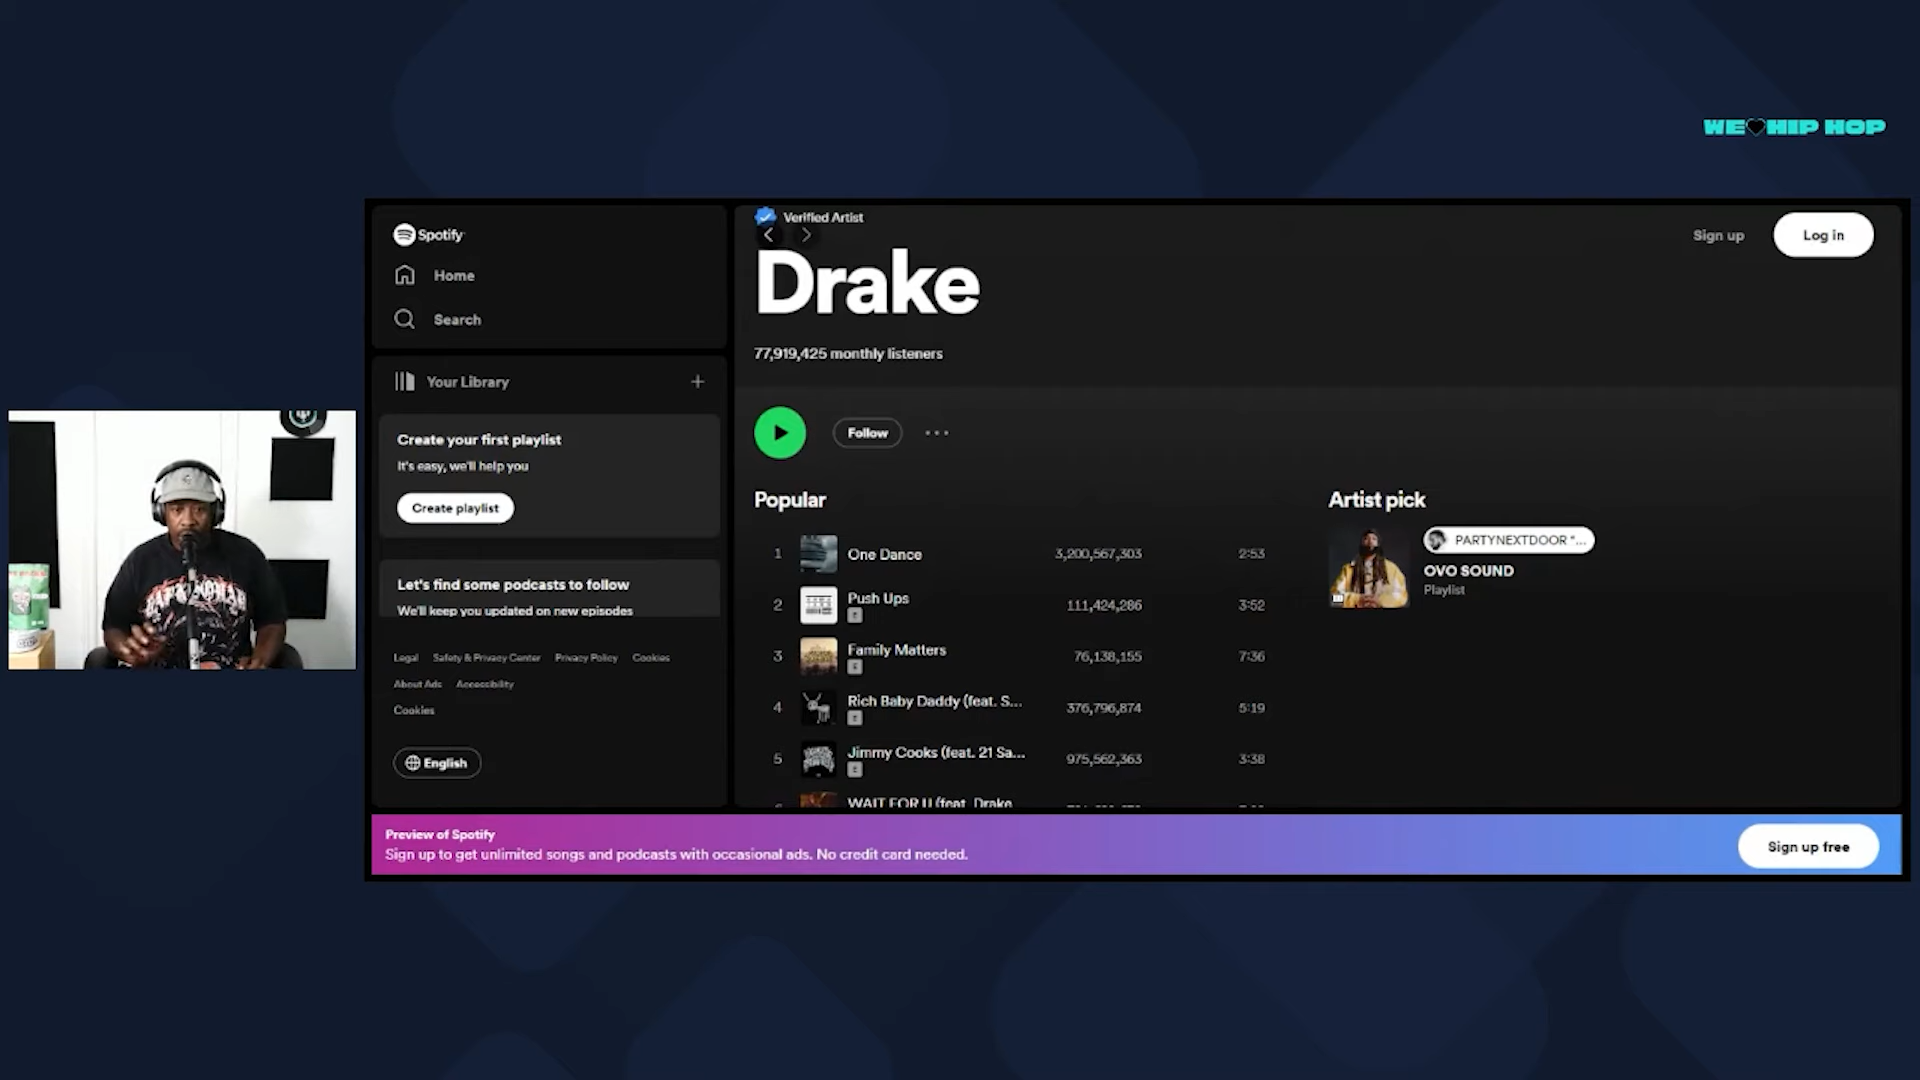 WE HIP HOP
Spotify
Home
Search
Your Library
Create your first playlist
It's easy, we'll help you
Create playlist
Let's find some podcasts to follow
We'll keep you updated on new episodes
Legal Safety & Privacy Center Privacy Policy Cookies
About Ads Accessibility
Cookies
English
Verified Artist
Drake
77,919,425 monthly listeners
Sign up
Log in
Follow
Popular
1 One Dance 3,200,567,303 2:53
2 Push Ups 111,424,286 3:52
E
3 Family Matters 76,138,155 7:36
E
4 Rich Baby Daddy (feat. S... 376,796,874 5:19
E
5 Jimmy Cooks (feat. 21 Sa... 975,562,363 3:38
E
WAIT FOR U (feat. Drake
Artist pick
PARTYNEXTDOOR "...
OVO SOUND
Playlist
Preview of Spotify
Sign up to get unlimited songs and podcasts with occasional ads. No credit card needed.
Sign up free